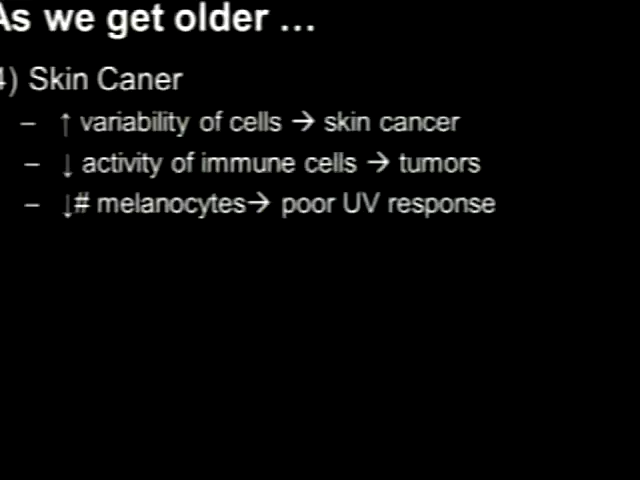 As we get older …
4) Skin Caner
– ↑ variability of cells → skin cancer
– ↓ activity of immune cells → tumors
– ↓# melanocytes→ poor UV response